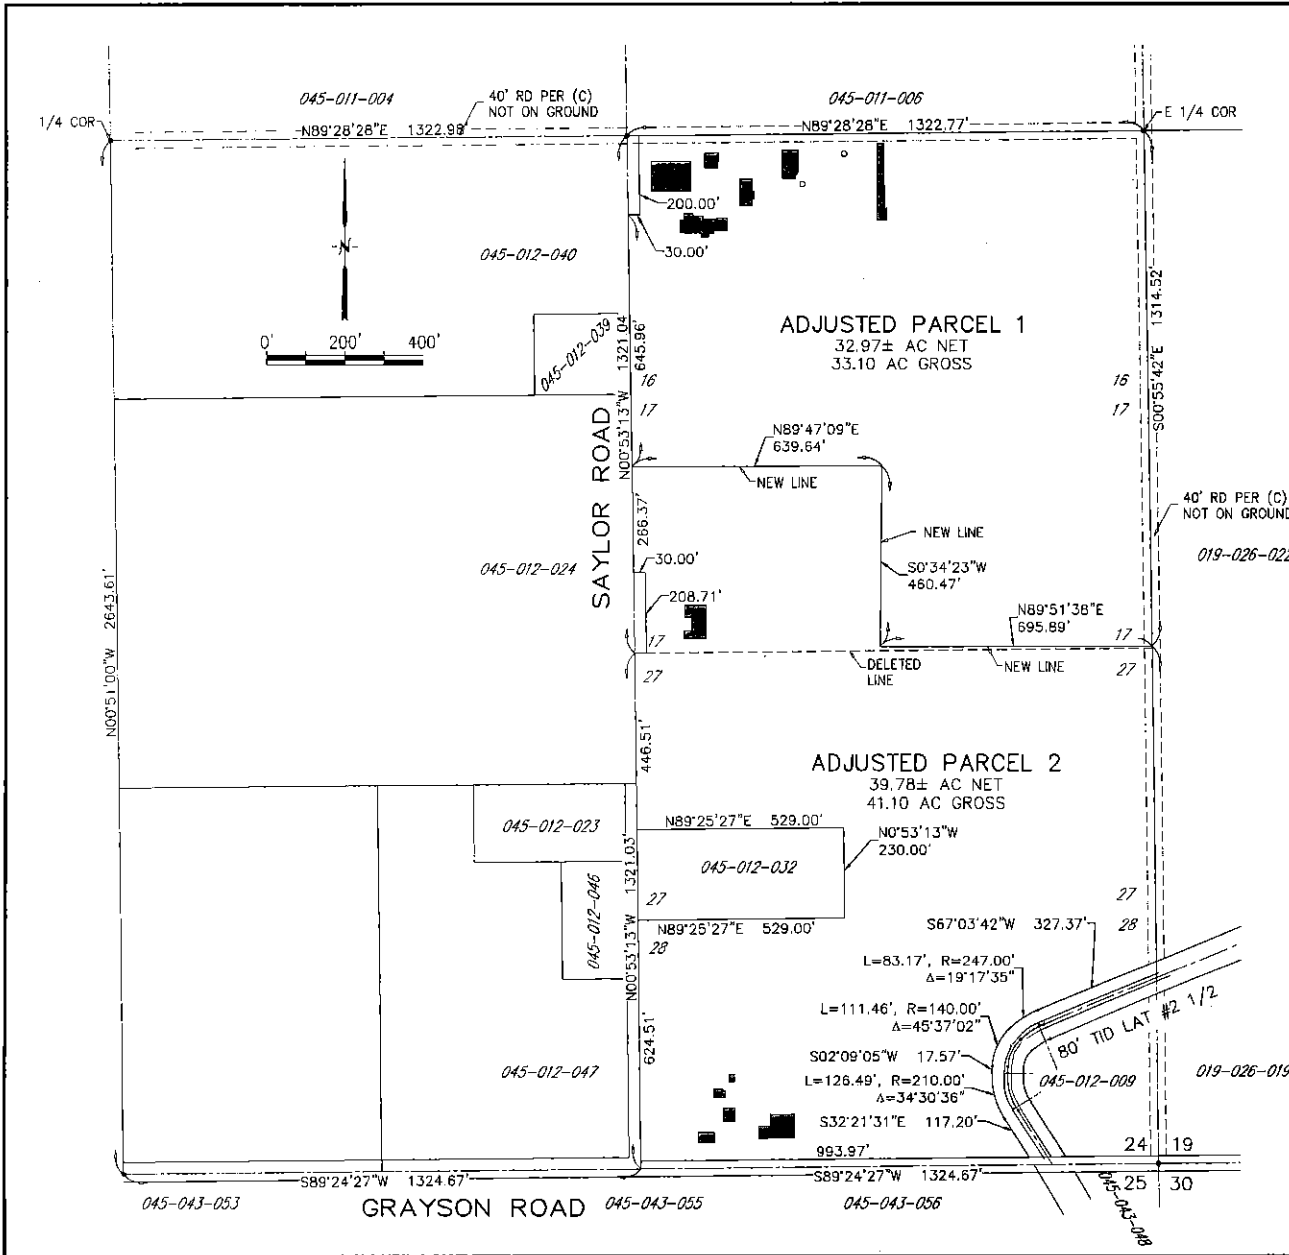 045-011-004
40' RD PER (C)
NOT ON GROUND
045-011-006
1/4 COR
N89°28'28"E 1322.98'
N89°28'28"E 1322.77'
E 1/4 COR
200.00'
30.00'
N
045-012-040
0' 200' 400'
045-012-039
N00°53'13"W 1321.04
645.96'
ADJUSTED PARCEL 1
32.97± AC NET
33.10 AC GROSS
S00°55'42"E 1314.52'
16
17
16
17
N89°47'09"E
639.64'
NEW LINE
SAYLOR ROAD
266.37'
NEW LINE
S0°34'23"W
460.47'
40' RD PER (C)
NOT ON GROUND
019-026-022
045-012-024
30.00'
208.71'
N89°51'38"E
695.89'
N00°51'00"W 2643.61'
17
27
DELETED
LINE
NEW LINE
17
27
446.51'
ADJUSTED PARCEL 2
39.78± AC NET
41.10 AC GROSS
045-012-023
N89°25'27"E 529.00'
N0°53'13"W
230.00'
045-012-032
045-012-046
N00°53'13"W 1321.03'
27
28
N89°25'27"E 529.00'
27
28
S67°03'42"W 327.37'
L=83.17', R=247.00'
Δ=19°17'35"
L=111.46', R=140.00'
Δ=45°37'02"
80' TID LAT #2 1/2
S02°09'05"W 17.57'
L=126.49', R=210.00'
Δ=34°30'36"
S32°21'31"E 117.20'
045-012-009
019-026-019
624.51'
045-012-047
993.97'
24 19
25 30
S89°24'27"W 1324.67'
S89°24'27"W 1324.67'
045-043-053
GRAYSON ROAD
045-043-055
045-043-056
045-043-048